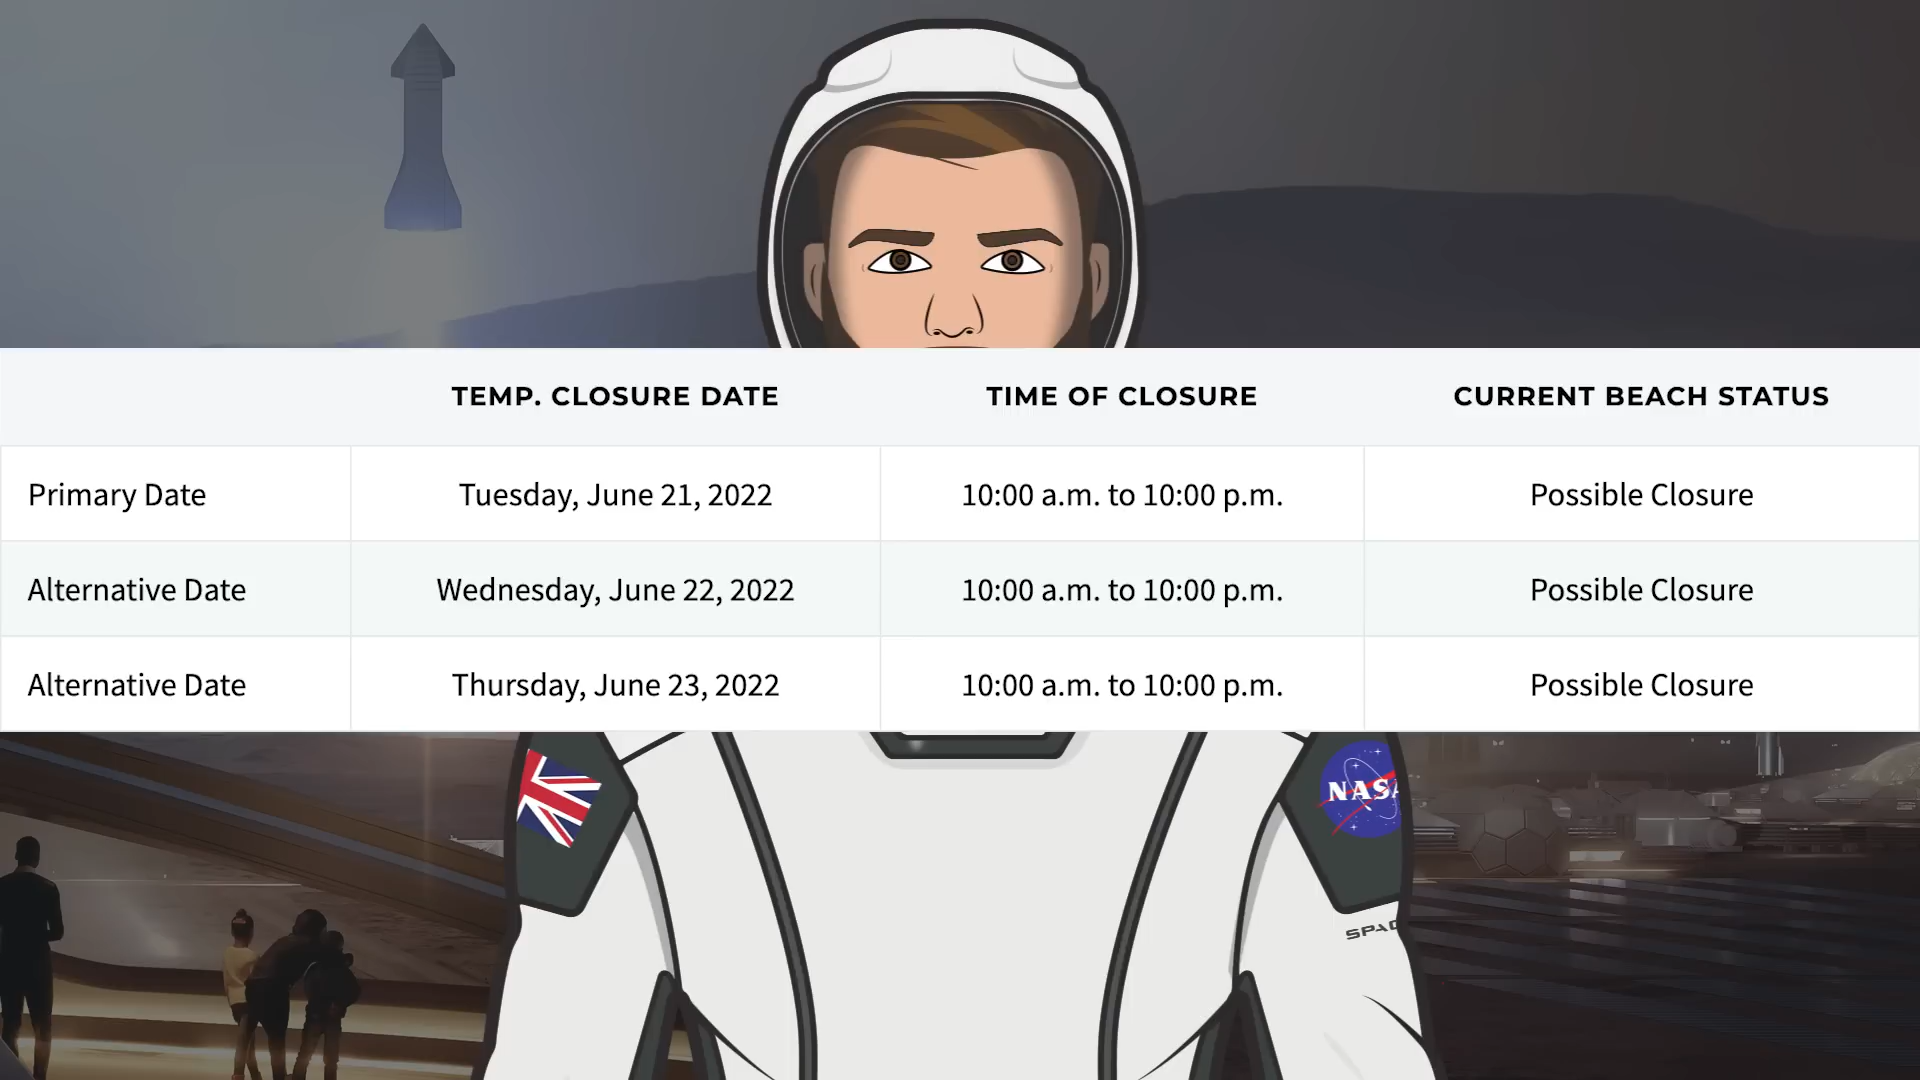 TEMP. CLOSURE DATE TIME OF CLOSURE CURRENT BEACH STATUS
Primary Date Tuesday, June 21, 2022 10:00 a.m. to 10:00 p.m. Possible Closure
Alternative Date Wednesday, June 22, 2022 10:00 a.m. to 10:00 p.m. Possible Closure
Alternative Date Thursday, June 23, 2022 10:00 a.m. to 10:00 p.m. Possible Closure
NASA
SPAC